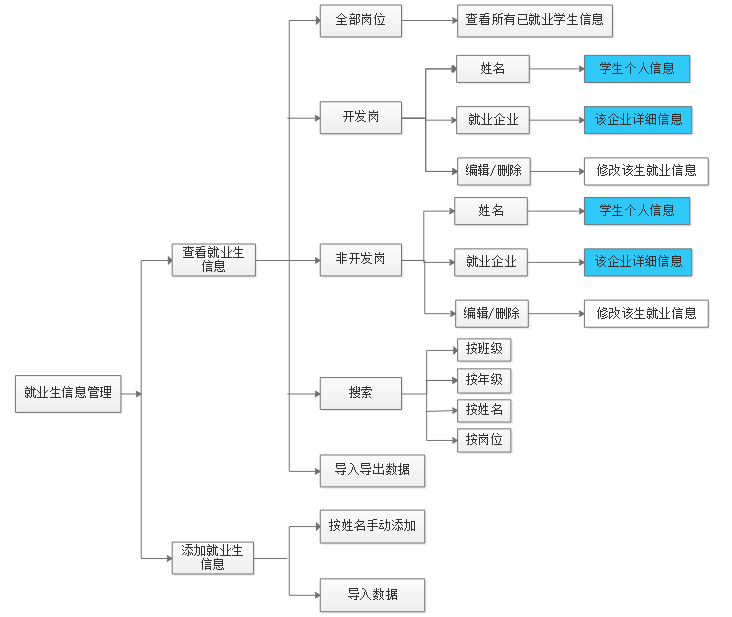 全部岗位
查看所有已就业学生信息
姓名
学生个人信息
开发岗
就业企业
该企业详细信息
编辑/删除
修改该生就业信息
姓名
学生个人信息
查看就业生
信息
非开发岗
就业企业
该企业详细信息
编辑/删除
修改该生就业信息
按班级
就业生信息管理
搜索
按年级
按姓名
按岗位
导入导出数据
按姓名手动添加
添加就业生
信息
导入数据